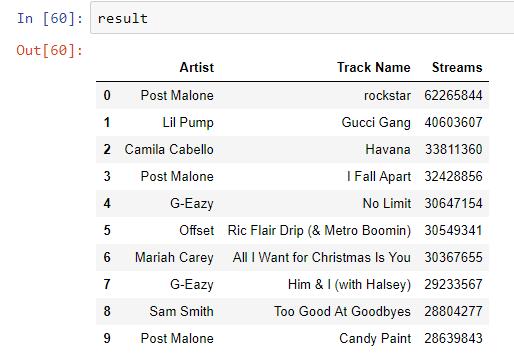 In [60]: result
Out[60]:
Artist Track Name Streams
0 Post Malone rockstar 62265844
1 Lil Pump Gucci Gang 40603607
2 Camila Cabello Havana 33811360
3 Post Malone I Fall Apart 32428856
4 G-Eazy No Limit 30647154
5 Offset Ric Flair Drip (& Metro Boomin) 30549341
6 Mariah Carey All I Want for Christmas Is You 30367655
7 G-Eazy Him & I (with Halsey) 29233567
8 Sam Smith Too Good At Goodbyes 28804277
9 Post Malone Candy Paint 28639843